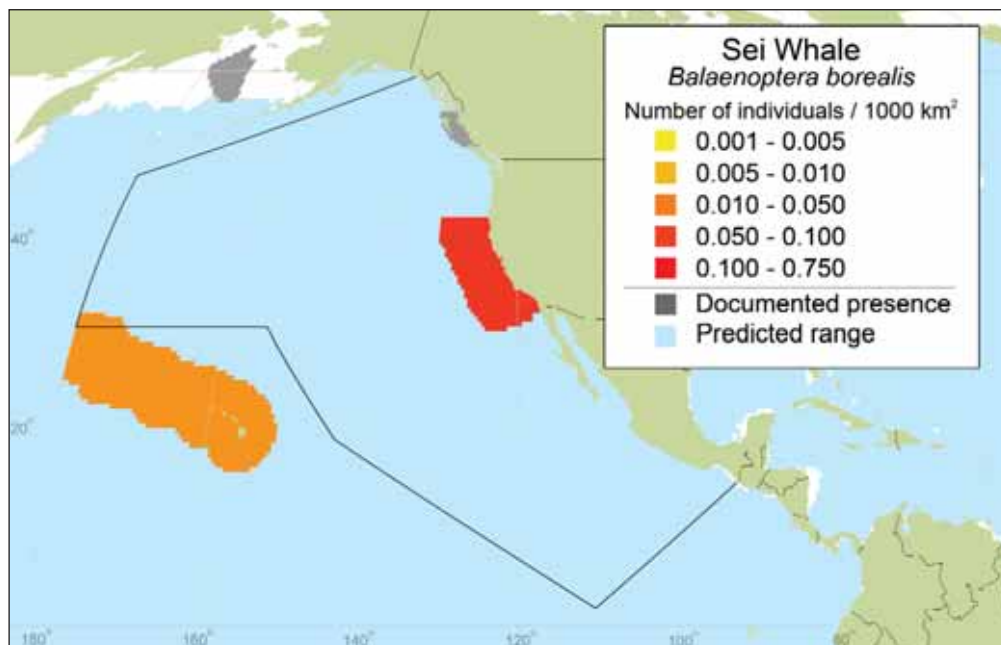 Sei Whale
Balaenoptera borealis
Number of individuals / 1000 km²
0.001 - 0.005
0.005 - 0.010
0.010 - 0.050
0.050 - 0.100
0.100 - 0.750
Documented presence
Predicted range
40°
20°
180° 160° 140° 120° 100° 80°